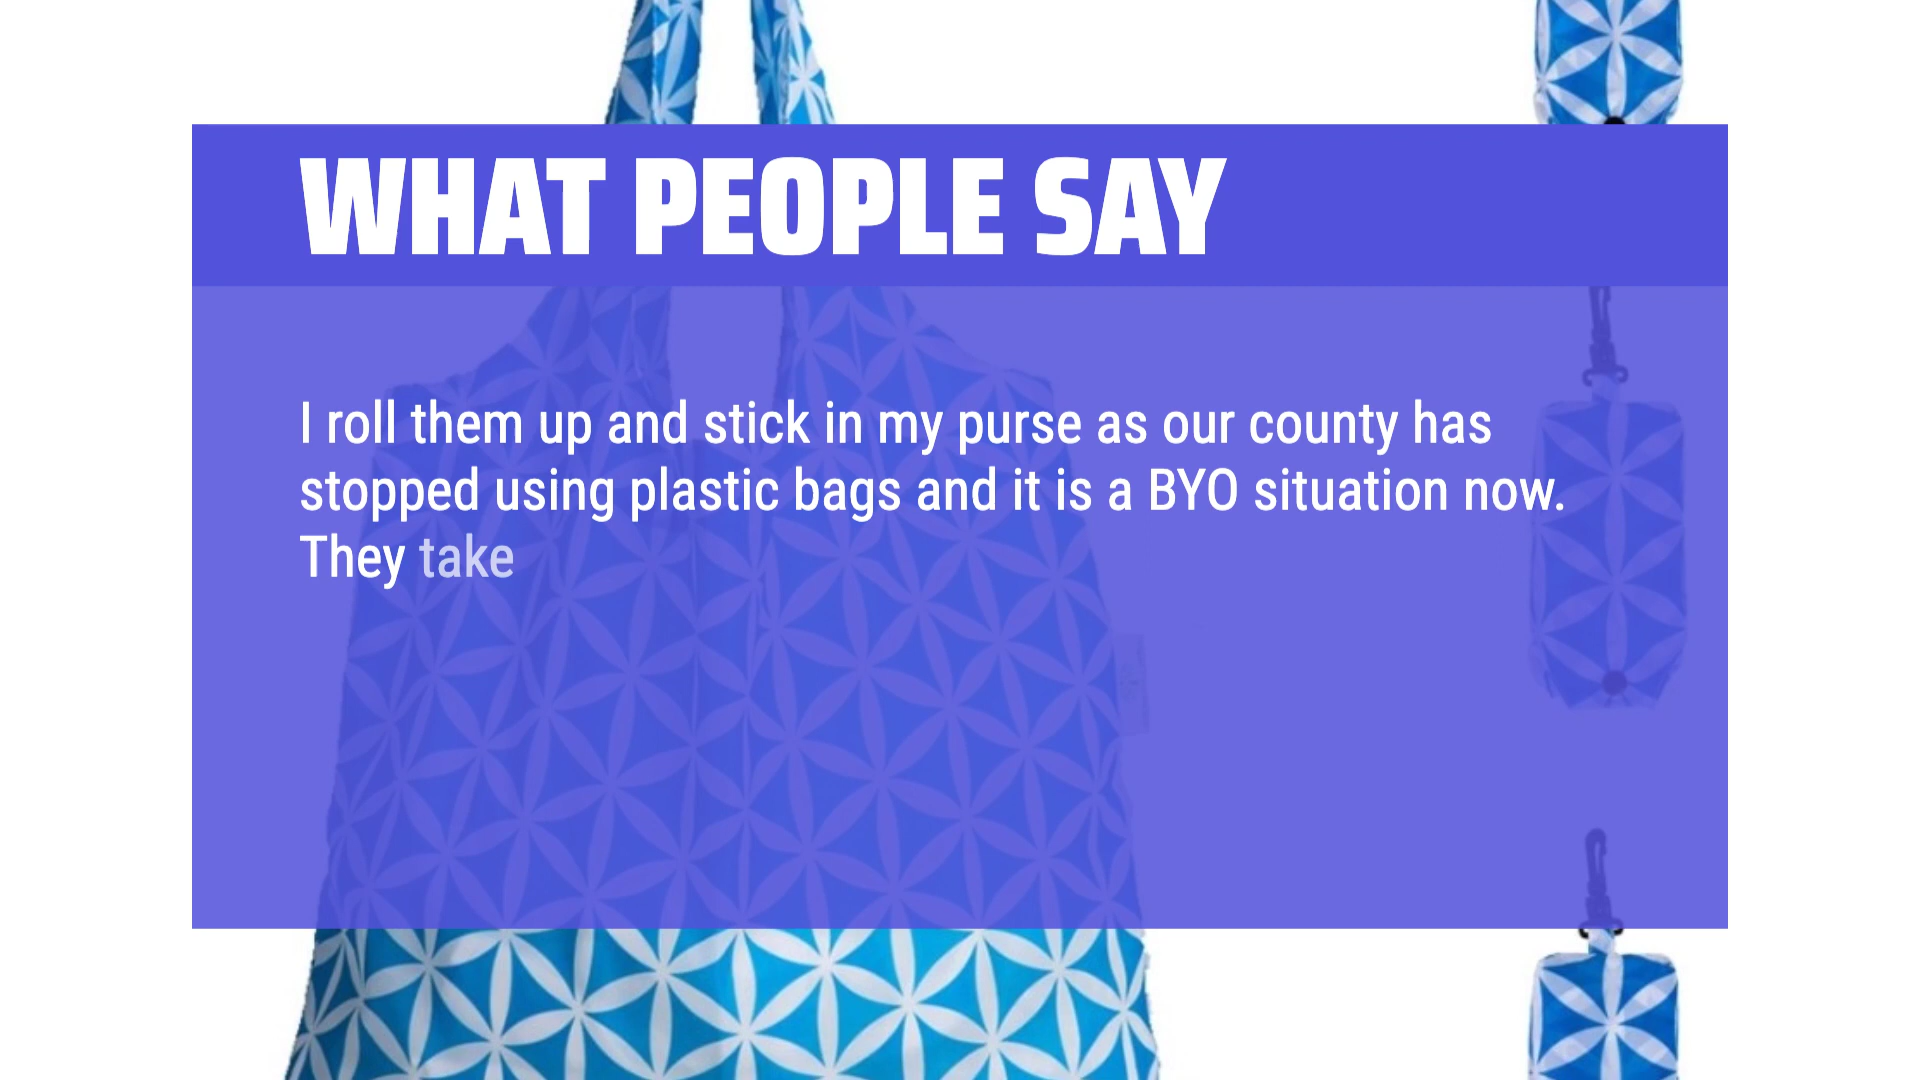 WHAT PEOPLE SAY
I roll them up and stick in my purse as our county has
stopped using plastic bags and it is a BYO situation now.
They take